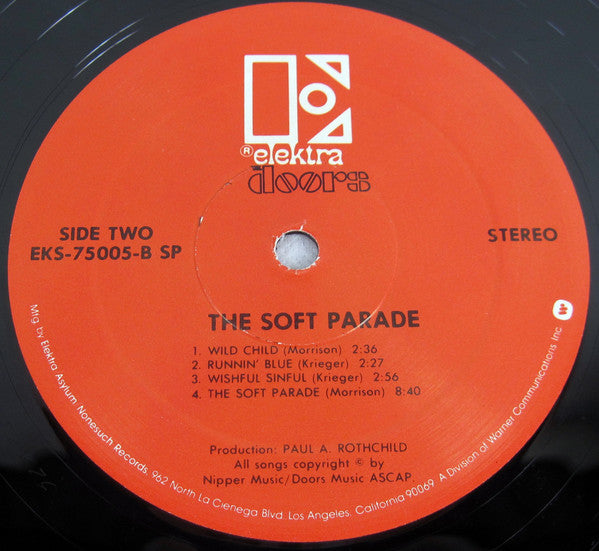 ® elektra
doors
SIDE TWO
EKS-75005-B SP
STEREO
THE SOFT PARADE
1. WILD CHILD (Morrison) 2:36
2. RUNNIN' BLUE (Krieger) 2:27
3. WISHFUL SINFUL (Krieger) 2:56
4. THE SOFT PARADE (Morrison) 8:40
Production: PAUL A. ROTHCHILD
All songs copyright © by
Nipper Music/Doors Music ASCAP.
Mfg by Elektra Asylum Nonesuch Records, 962 North La Cienega Blvd. Los Angeles, California 90069 A Division of Warner Communications Inc.